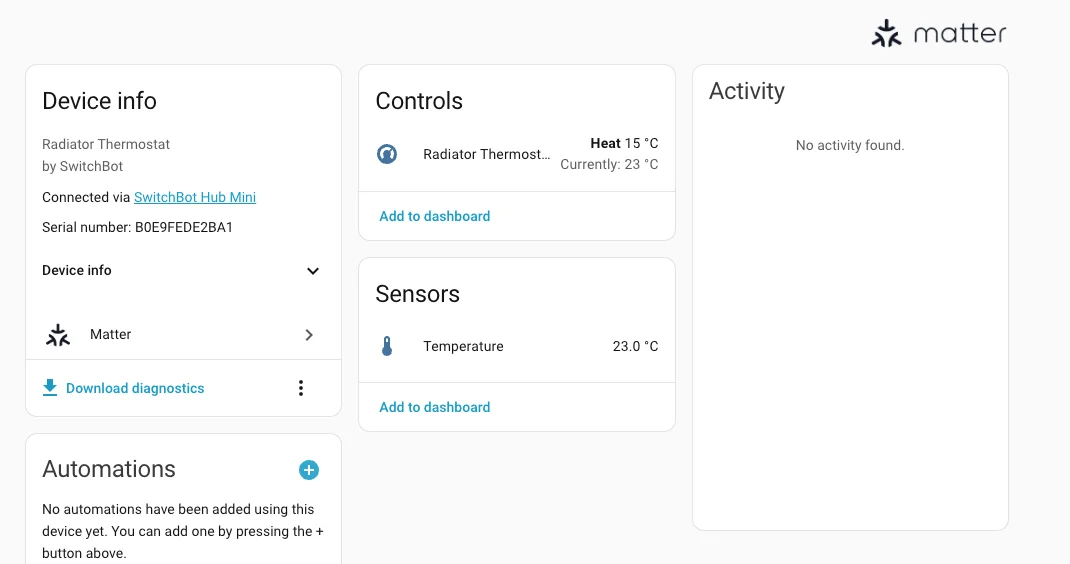 matter
Device info
Radiator Thermostat
by SwitchBot
Connected via SwitchBot Hub Mini
Serial number: B0E9FEDE2BA1
Device info
Matter
Download diagnostics
Automations
No automations have been added using this
device yet. You can add one by pressing the +
button above.
Controls
Radiator Thermost... Heat 15 °C
Currently: 23 °C
Add to dashboard
Sensors
Temperature 23.0 °C
Add to dashboard
Activity
No activity found.